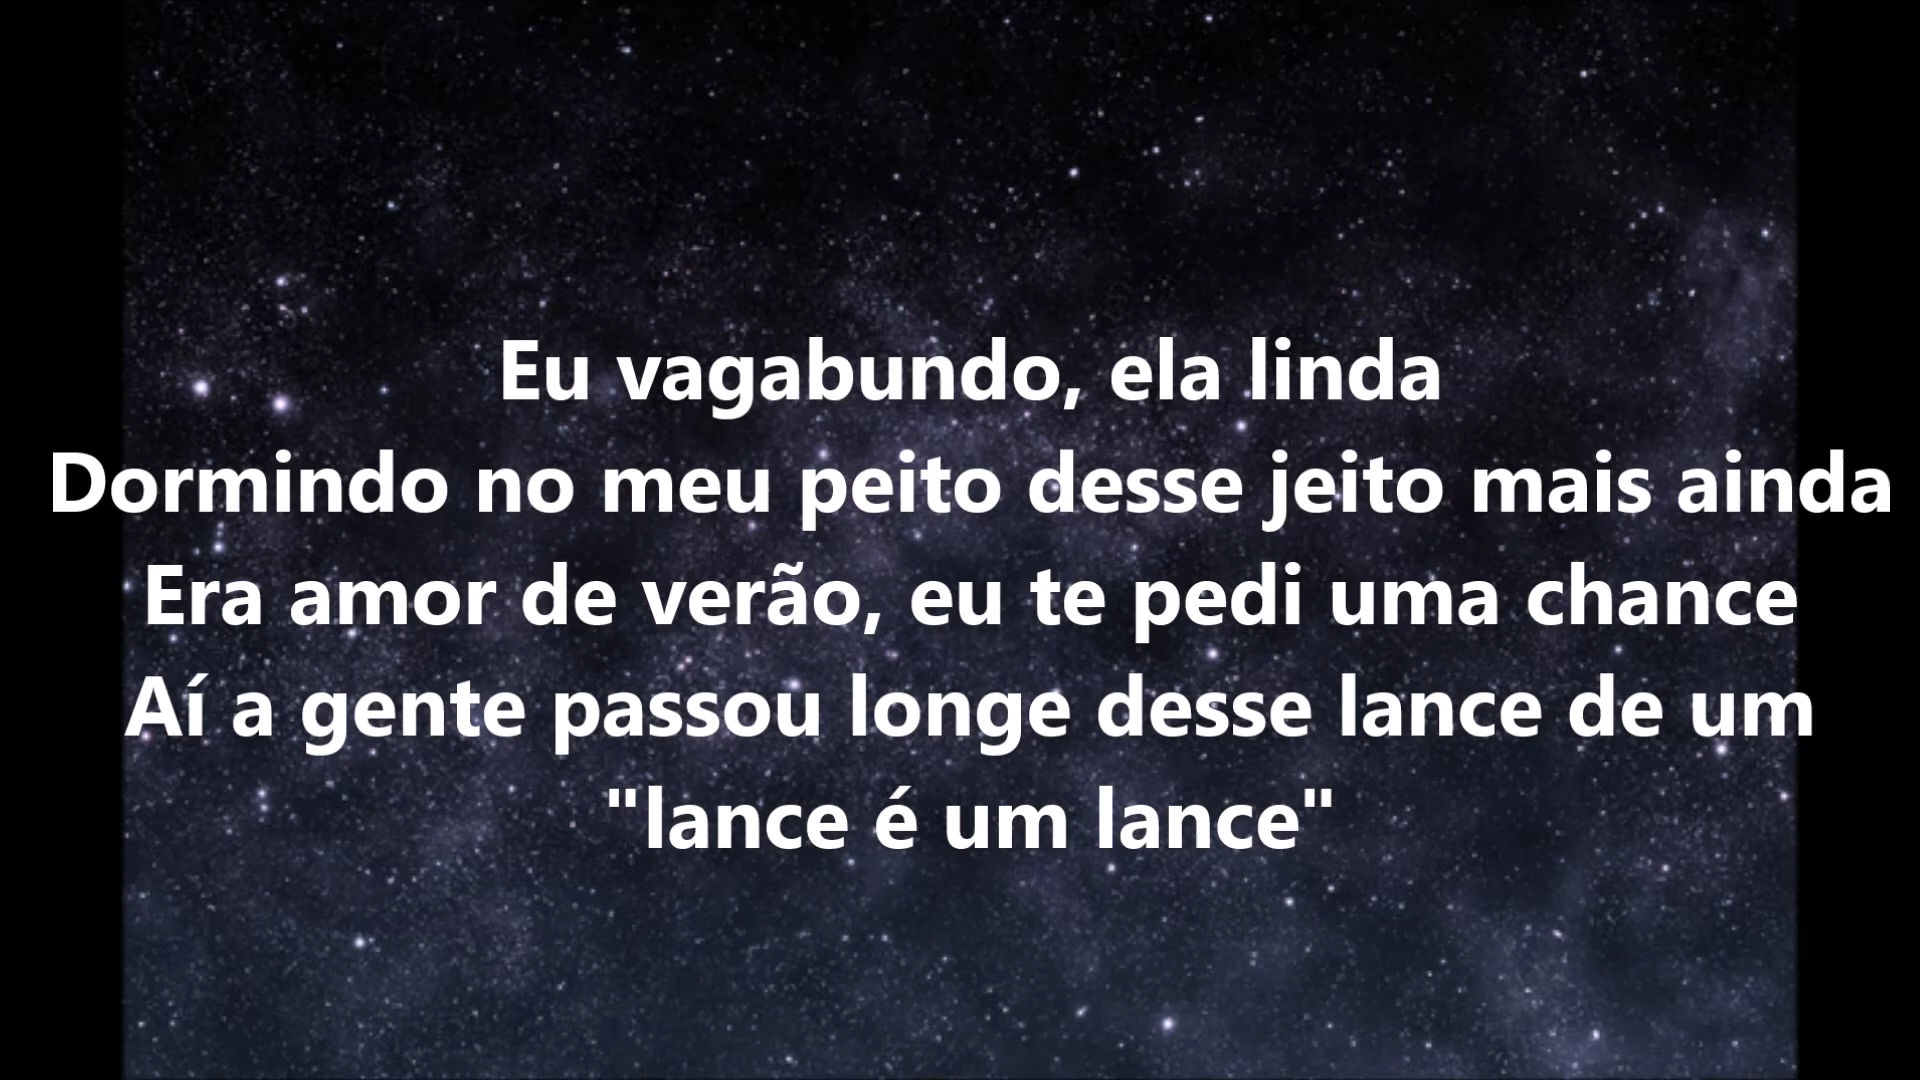 Eu vagabundo, ela linda
Dormindo no meu peito desse jeito mais ainda
Era amor de verão, eu te pedi uma chance
Aí a gente passou longe desse lance de um
"lance é um lance"